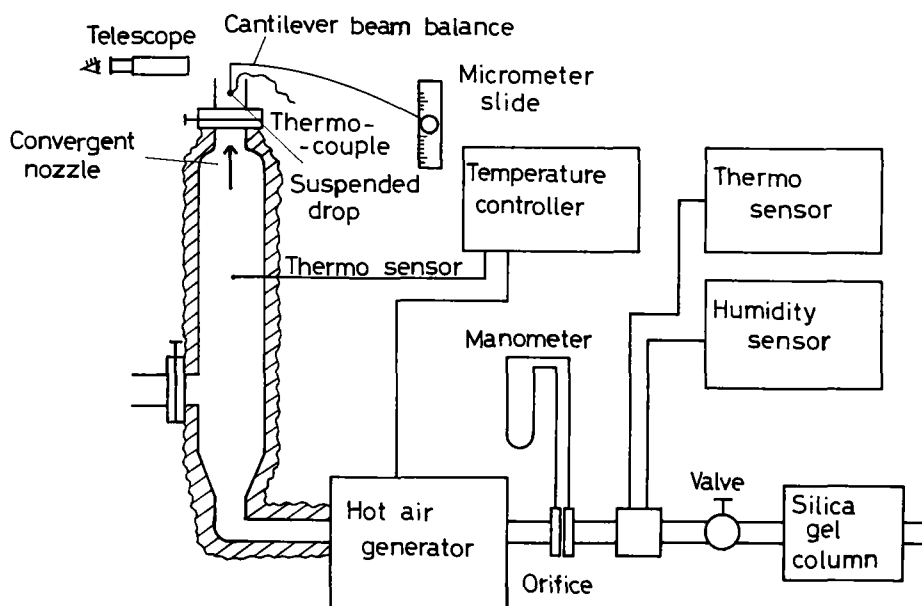 Cantilever beam balance
Telescope
Micrometer
slide
Thermo-
-couple
Convergent
nozzle
Suspended
drop
Temperature
controller
Thermo
sensor
Thermo sensor
Humidity
sensor
Manometer
Valve
Hot air
generator
Silica
gel
column
Orifice